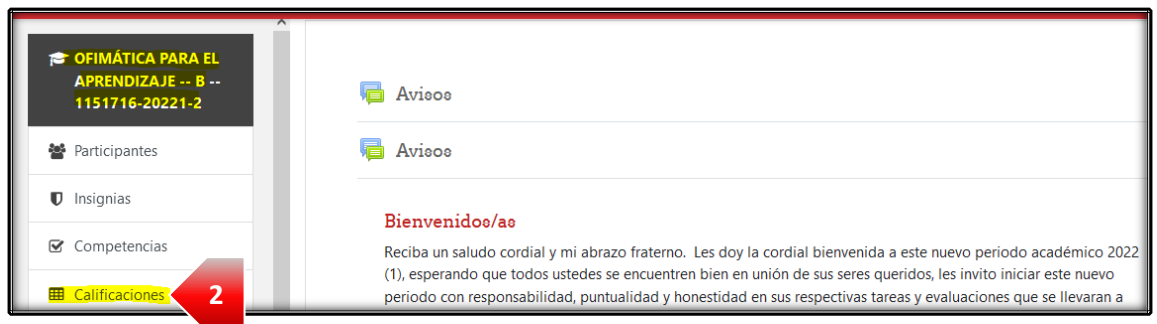 OFIMÁTICA PARA EL
APRENDIZAJE -- B --
1151716-20221-2
Participantes
Insignias
Competencias
Calificaciones
2
Avisos
Avisos
Bienvenidos/as
Reciba un saludo cordial y mi abrazo fraterno. Les doy la cordial bienvenida a este nuevo periodo académico 2022
(1), esperando que todos ustedes se encuentren bien en unión de sus seres queridos, les invito iniciar este nuevo
periodo con responsabilidad, puntualidad y honestidad en sus respectivas tareas y evaluaciones que se llevaran a